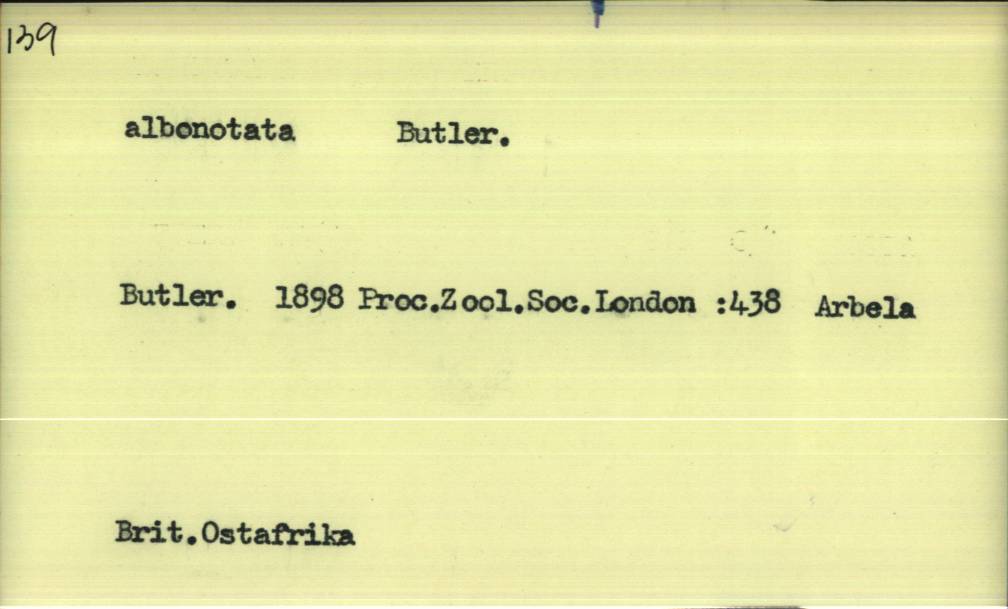 139
albonotata Butler.
Butler. 1898 Proc.Zool.Soc.London :438 Arbela
Brit.Ostafrika